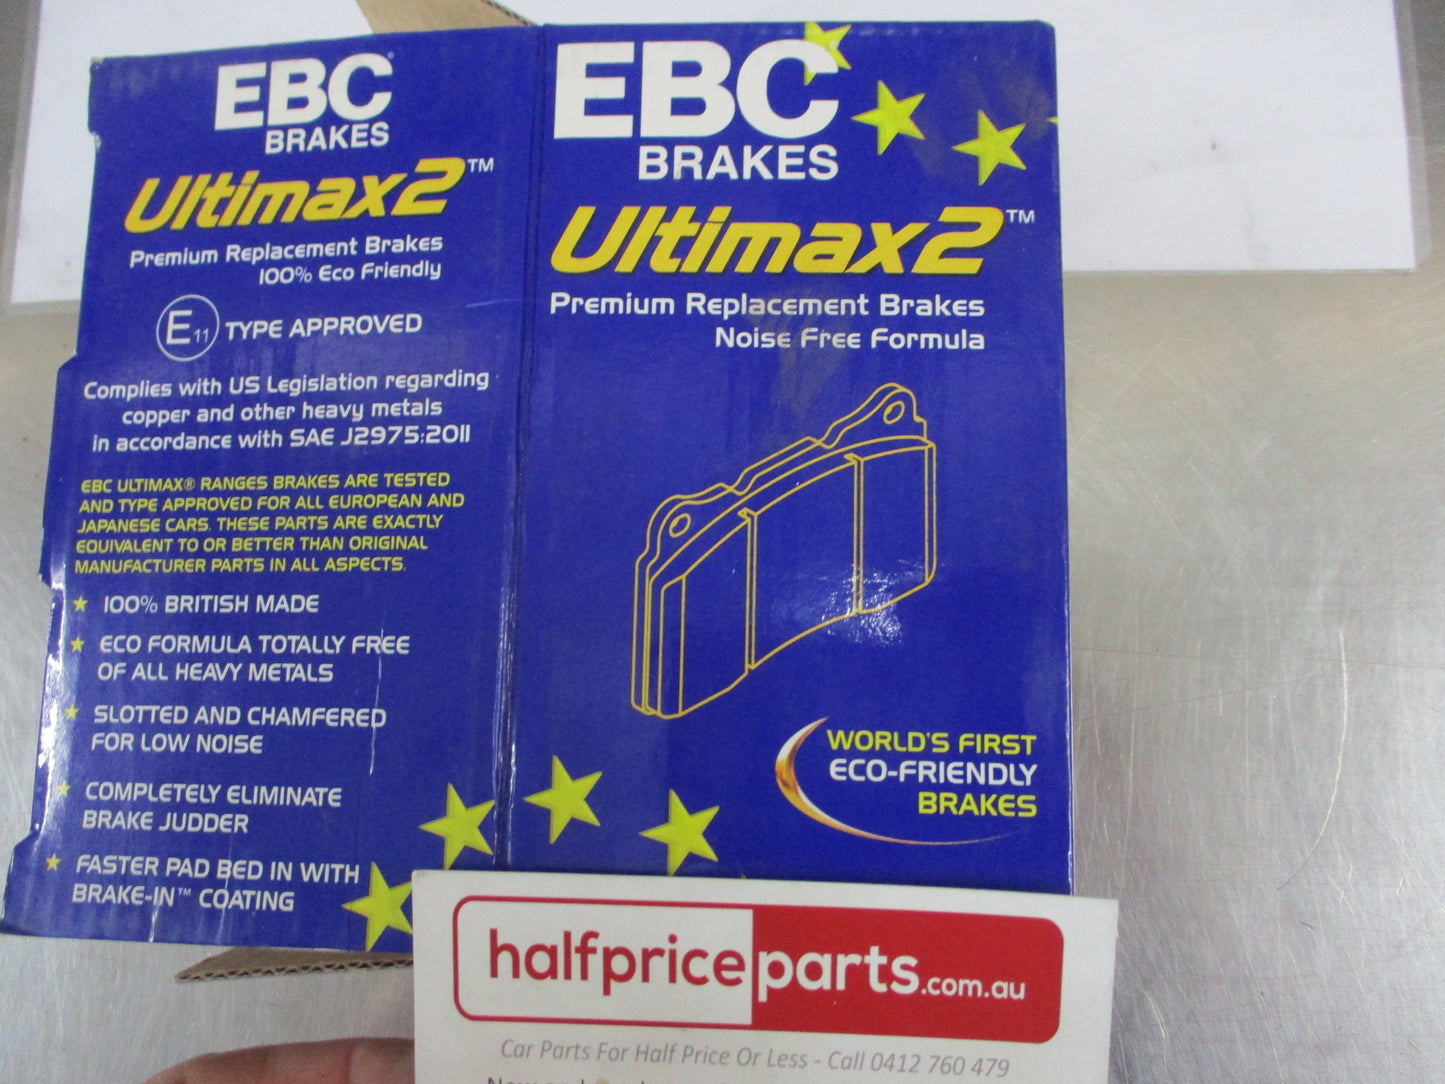 EBC
BRAKES
Ultimax2™
Premium Replacement Brakes
100% Eco Friendly
E11 TYPE APPROVED
Complies with US Legislation regarding
copper and other heavy metals
in accordance with SAE J2975:2011
EBC ULTIMAX® RANGES BRAKES ARE TESTED
AND TYPE APPROVED FOR ALL EUROPEAN AND
JAPANESE CARS. THESE PARTS ARE EXACTLY
EQUIVALENT TO OR BETTER THAN ORIGINAL
MANUFACTURER PARTS IN ALL ASPECTS.
100% BRITISH MADE
ECO FORMULA TOTALLY FREE
OF ALL HEAVY METALS
SLOTTED AND CHAMFERED
FOR LOW NOISE
COMPLETELY ELIMINATE
BRAKE JUDDER
FASTER PAD BED IN WITH
BRAKE-IN™ COATING
EBC
BRAKES
Ultimax2™
Premium Replacement Brakes
Noise Free Formula
WORLD'S FIRST
ECO-FRIENDLY
BRAKES
halfpriceparts.com.au
Car Parts For Half Price Or Less - Call 0412 760 479